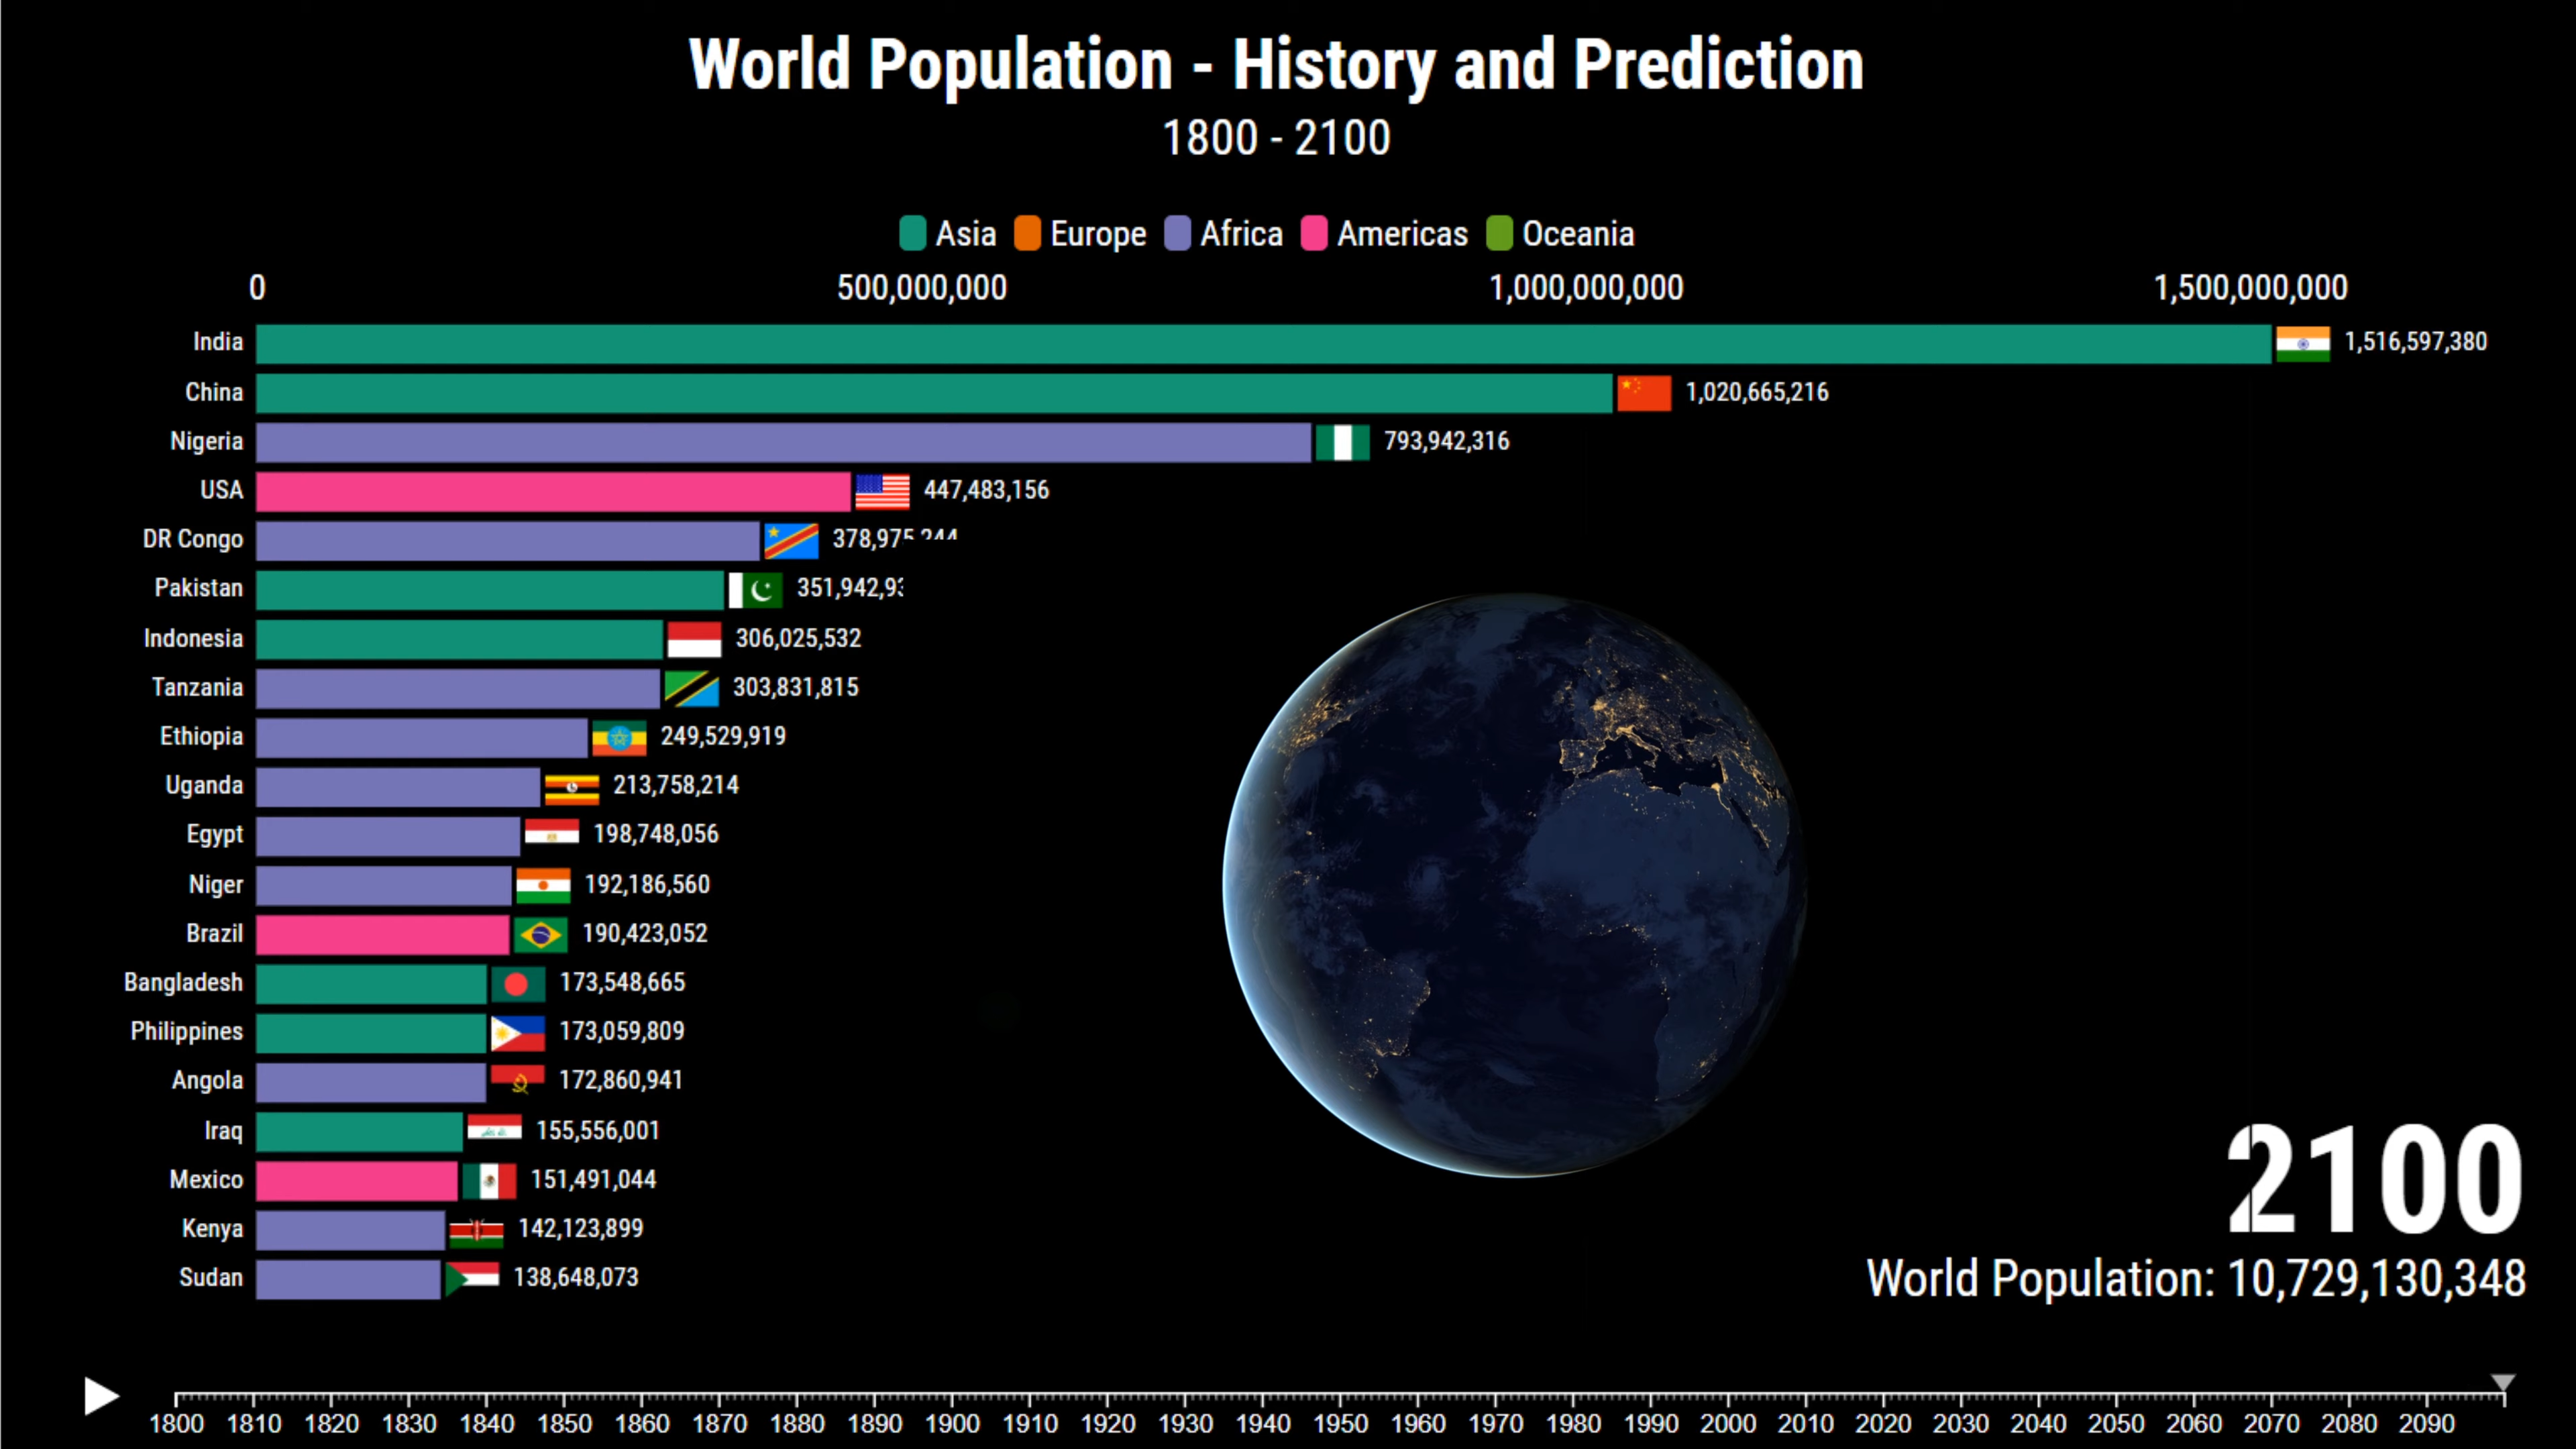 World Population - History and Prediction
1800 - 2100
Asia Europe Africa Americas Oceania
0 500,000,000 1,000,000,000 1,500,000,000
India 1,516,597,380
China 1,020,665,216
Nigeria 793,942,316
USA 447,483,156
DR Congo
Pakistan
Indonesia 306,025,532
Tanzania 303,831,815
Ethiopia 249,529,919
Uganda 213,758,214
Egypt 198,748,056
Niger 192,186,560
Brazil 190,423,052
Bangladesh 173,548,665
Philippines 173,059,809
Angola 172,860,941
Iraq 155,556,001
Mexico 151,491,044
Kenya 142,123,899
Sudan 138,648,073
2100
World Population: 10,729,130,348
1800 1810 1820 1830 1840 1850 1860 1870 1880 1890 1900 1910 1920 1930 1940 1950 1960 1970 1980 1990 2000 2010 2020 2030 2040 2050 2060 2070 2080 2090